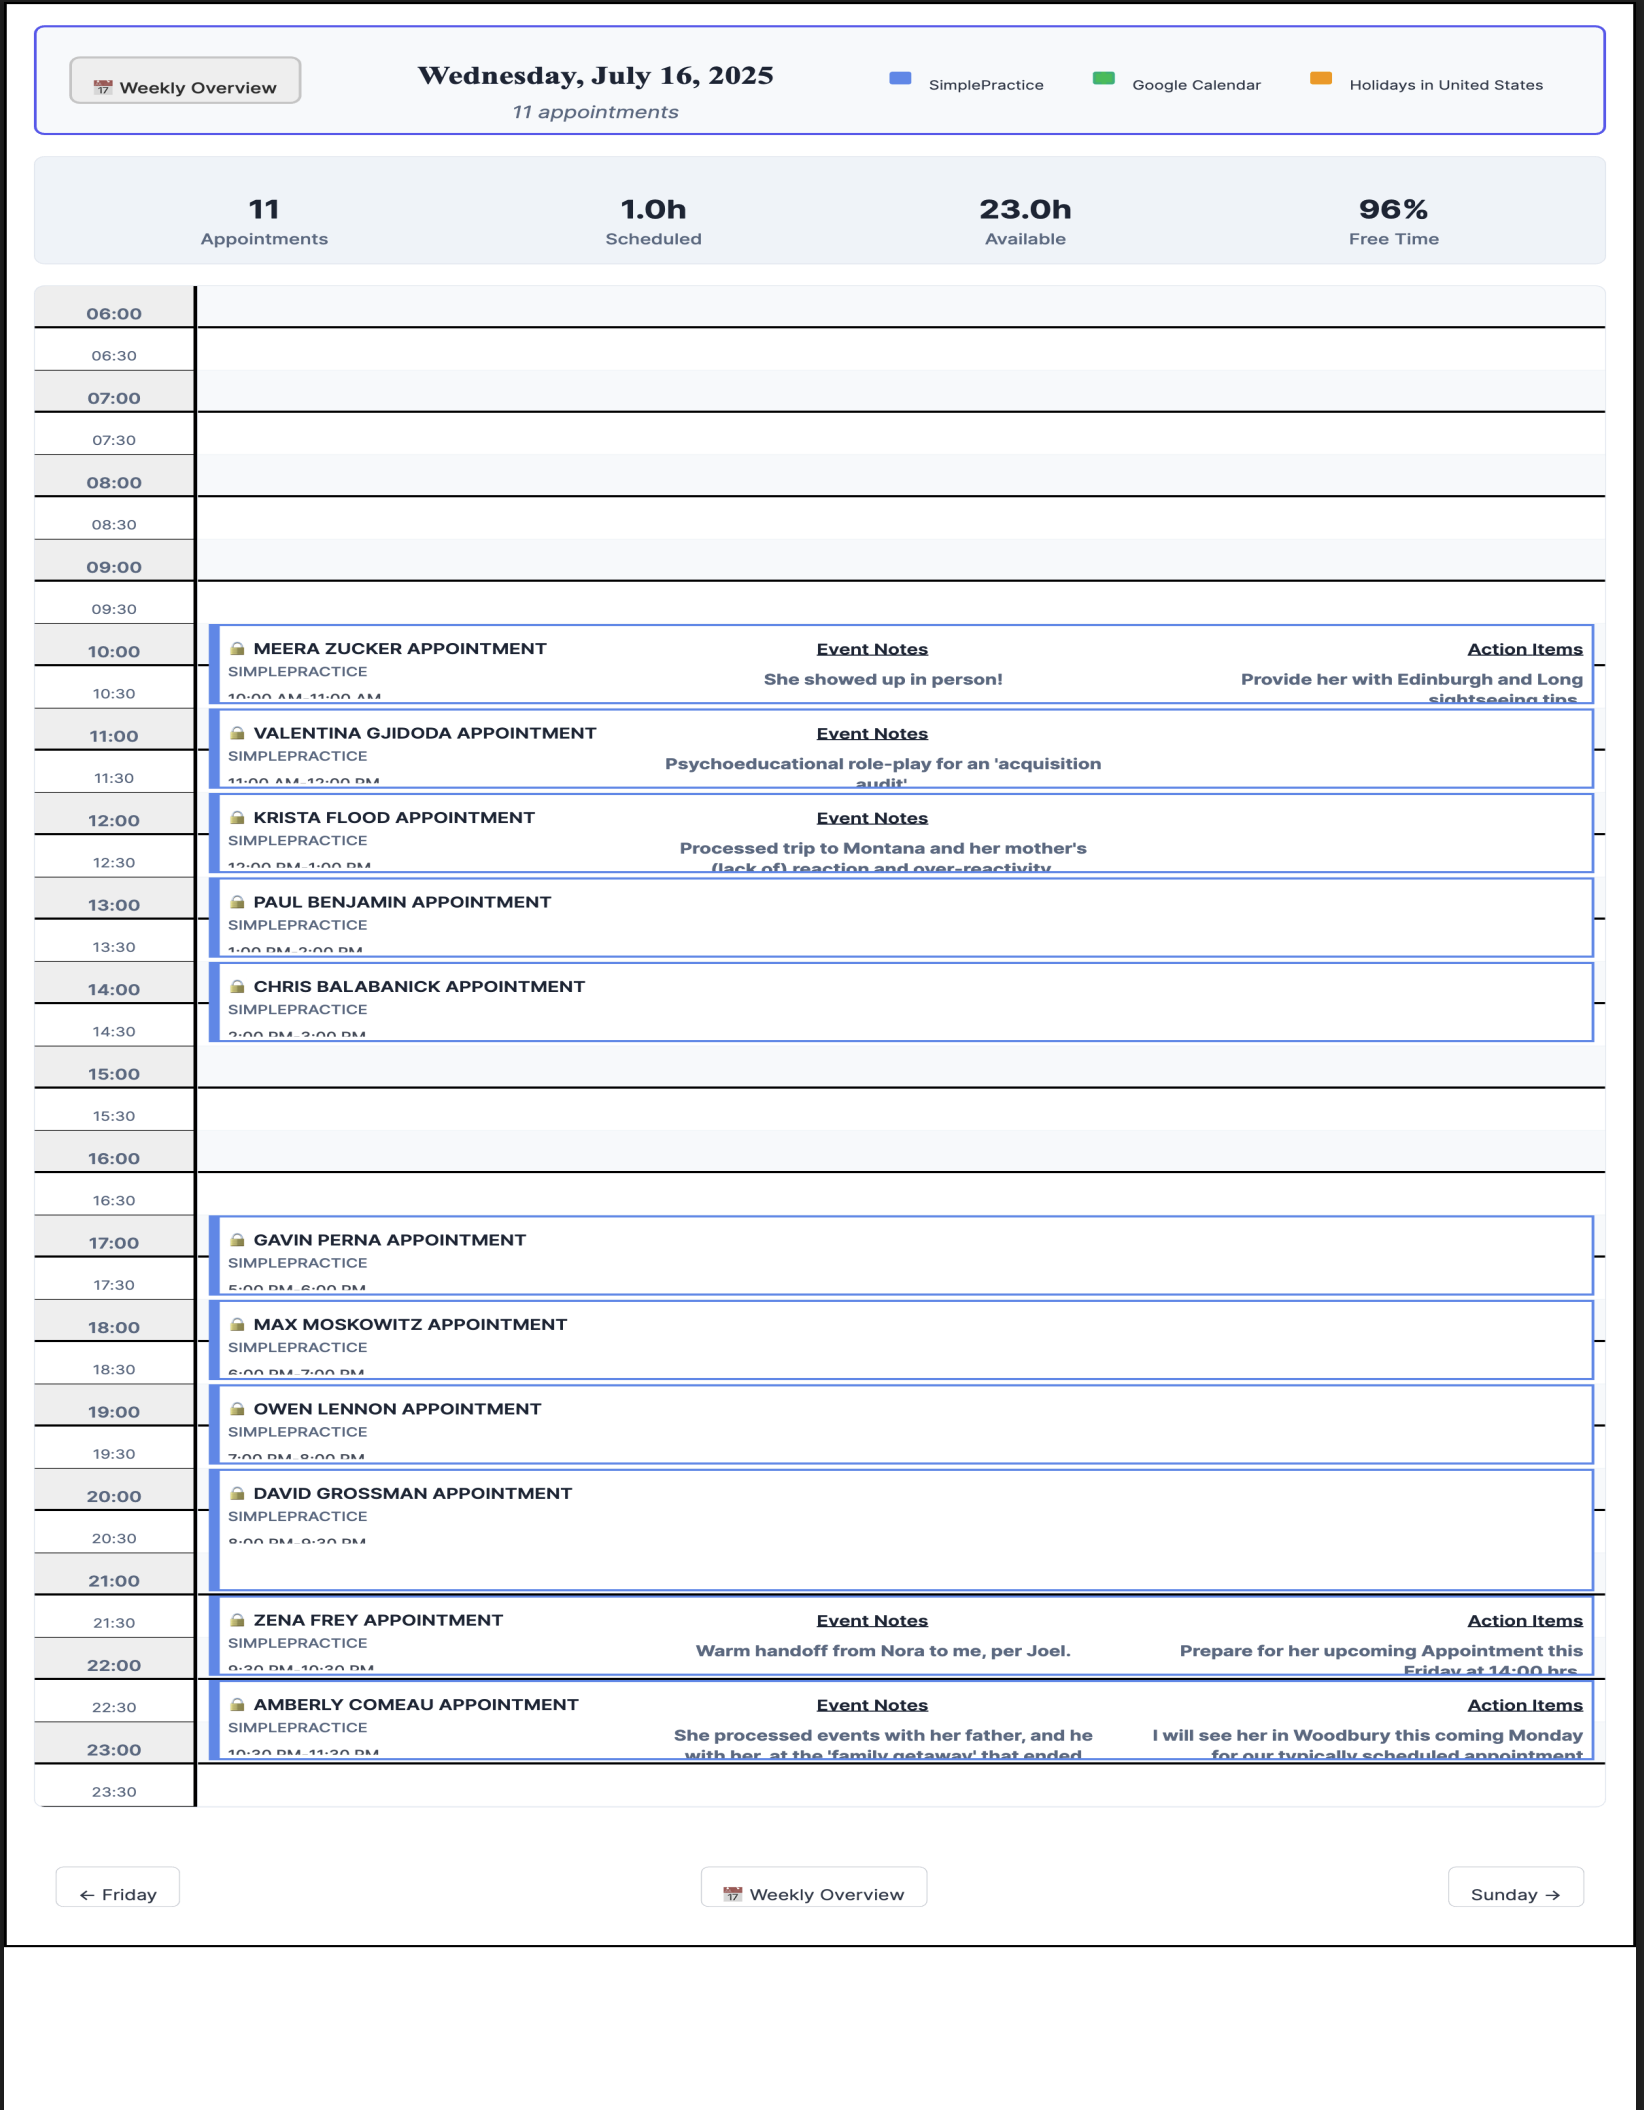 Weekly Overview
Wednesday, July 16, 2025
11 appointments
SimplePractice
Google Calendar
Holidays in United States
11
Appointments
1.0h
Scheduled
23.0h
Available
96%
Free Time
06:00
06:30
07:00
07:30
08:00
08:30
09:00
09:30
10:00
MEERA ZUCKER APPOINTMENT
SIMPLEPRACTICE
10:00 AM-11:00 AM
Event Notes
She showed up in person!
Action Items
Provide her with Edinburgh and Long
sightseeing tips.
10:30
11:00
VALENTINA GJIDODA APPOINTMENT
SIMPLEPRACTICE
11:00 AM-12:00 PM
Event Notes
Psychoeducational role-play for an 'acquisition
audit'
11:30
12:00
KRISTA FLOOD APPOINTMENT
SIMPLEPRACTICE
12:00 PM-1:00 PM
Event Notes
Processed trip to Montana and her mother's
(lack of) reaction and over-reactivity
12:30
13:00
PAUL BENJAMIN APPOINTMENT
SIMPLEPRACTICE
1:00 PM-2:00 PM
13:30
14:00
CHRIS BALABANICK APPOINTMENT
SIMPLEPRACTICE
2:00 PM-3:00 PM
14:30
15:00
15:30
16:00
16:30
17:00
GAVIN PERNA APPOINTMENT
SIMPLEPRACTICE
5:00 PM-6:00 PM
17:30
18:00
MAX MOSKOWITZ APPOINTMENT
SIMPLEPRACTICE
6:00 PM-7:00 PM
18:30
19:00
OWEN LENNON APPOINTMENT
SIMPLEPRACTICE
7:00 PM-8:00 PM
19:30
20:00
DAVID GROSSMAN APPOINTMENT
SIMPLEPRACTICE
8:00 PM-9:30 PM
20:30
21:00
21:30
ZENA FREY APPOINTMENT
SIMPLEPRACTICE
9:30 PM-10:30 PM
Event Notes
Warm handoff from Nora to me, per Joel.
Action Items
Prepare for her upcoming Appointment this
Friday at 14:00 hrs.
22:00
22:30
AMBERLY COMEAU APPOINTMENT
SIMPLEPRACTICE
10:30 PM-11:30 PM
Event Notes
She processed events with her father, and he
with her, at the 'family getaway' that ended
Action Items
I will see her in Woodbury this coming Monday
for our typically scheduled appointment
23:00
23:30
← Friday
Weekly Overview
Sunday →